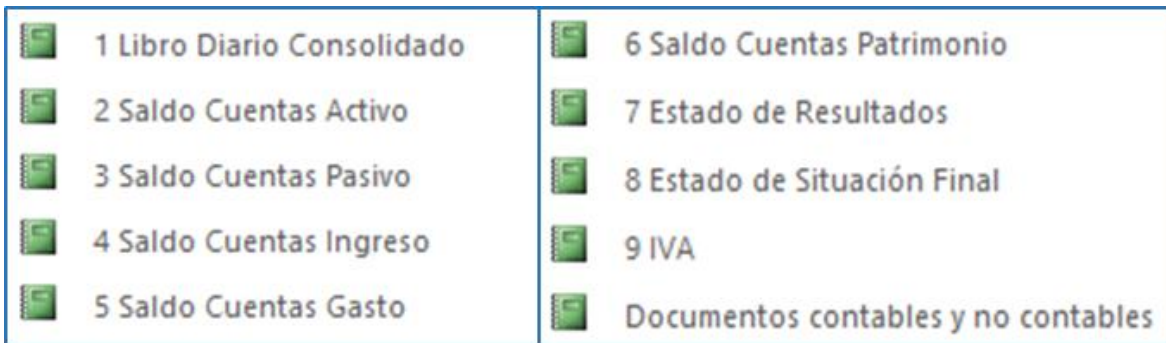 1 Libro Diario Consolidado
2 Saldo Cuentas Activo
3 Saldo Cuentas Pasivo
4 Saldo Cuentas Ingreso
5 Saldo Cuentas Gasto
6 Saldo Cuentas Patrimonio
7 Estado de Resultados
8 Estado de Situación Final
9 IVA
Documentos contables y no contables